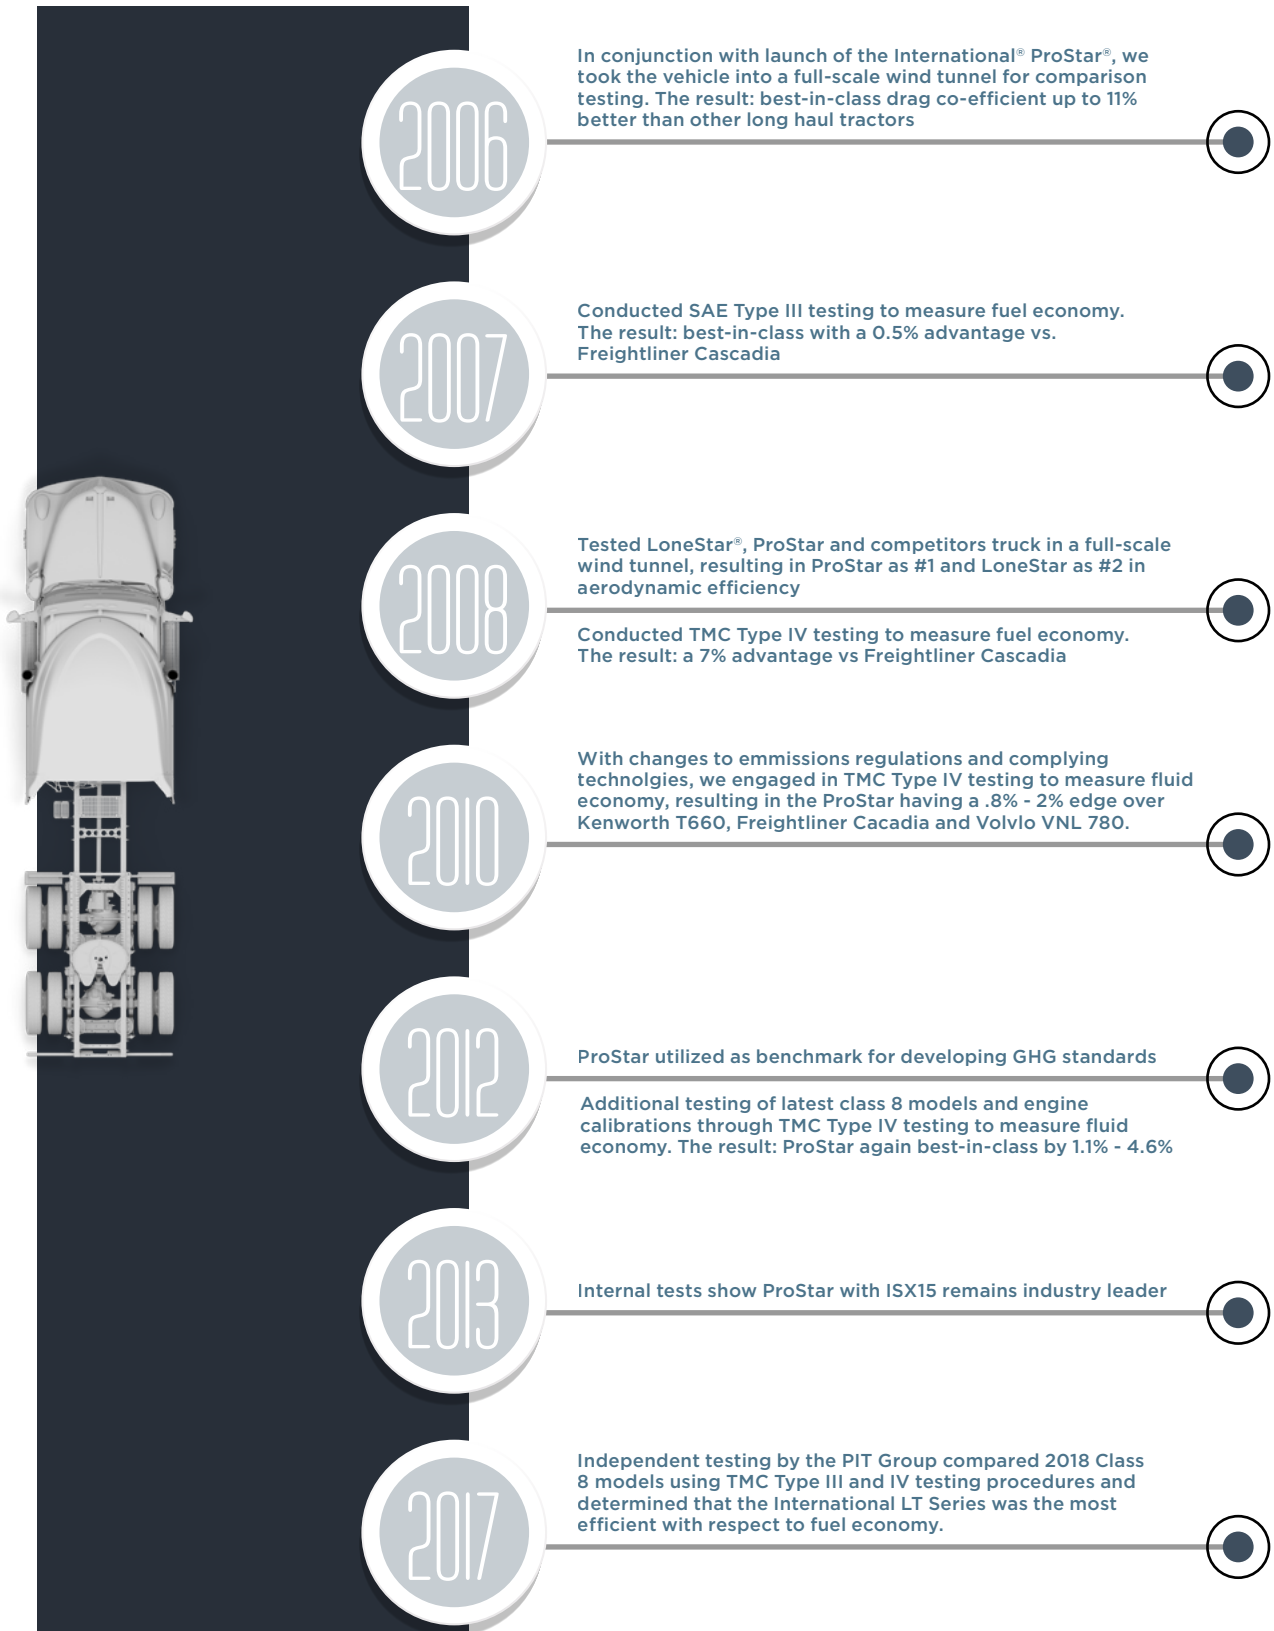 2006
In conjunction with launch of the International® ProStar®, we
took the vehicle into a full-scale wind tunnel for comparison
testing. The result: best-in-class drag co-efficient up to 11%
better than other long haul tractors
2007
Conducted SAE Type III testing to measure fuel economy.
The result: best-in-class with a 0.5% advantage vs.
Freightliner Cascadia
2008
Tested LoneStar®, ProStar and competitors truck in a full-scale
wind tunnel, resulting in ProStar as #1 and LoneStar as #2 in
aerodynamic efficiency
Conducted TMC Type IV testing to measure fuel economy.
The result: a 7% advantage vs Freightliner Cascadia
2010
With changes to emmissions regulations and complying
technolgies, we engaged in TMC Type IV testing to measure fluid
economy, resulting in the ProStar having a .8% - 2% edge over
Kenworth T660, Freightliner Cacadia and Volvlo VNL 780.
2012
ProStar utilized as benchmark for developing GHG standards
Additional testing of latest class 8 models and engine
calibrations through TMC Type IV testing to measure fluid
economy. The result: ProStar again best-in-class by 1.1% - 4.6%
2013
Internal tests show ProStar with ISX15 remains industry leader
2017
Independent testing by the PIT Group compared 2018 Class
8 models using TMC Type III and IV testing procedures and
determined that the International LT Series was the most
efficient with respect to fuel economy.